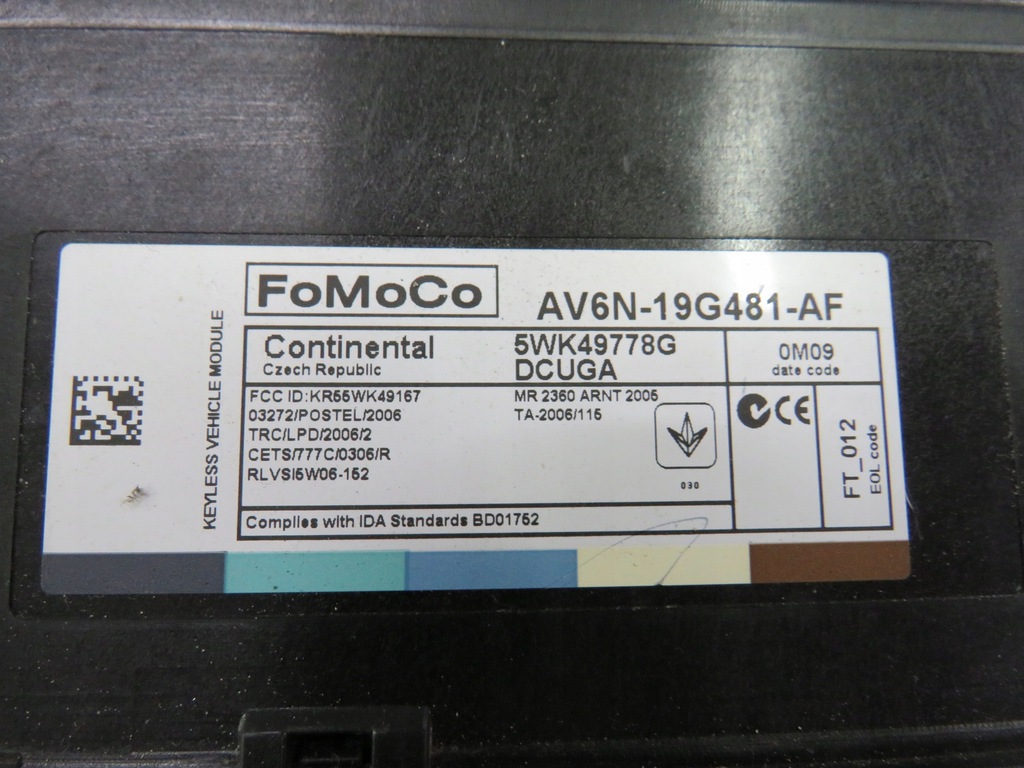 FoMoCo
AV6N-19G481-AF
KEYLESS VEHICLE MODULE
Continental
Czech Republic
5WK49778G
DCUGA
0M09
date code
FCC ID:KR55WK49167
03272/POSTEL/2006
TRC/LPD/2006/2
CETS/777C/0306/R
RLVSI5W06-152
MR 2360 ARNT 2005
TA-2006/115
030
CE
FT_012
EOL code
Complies with IDA Standards BD01752